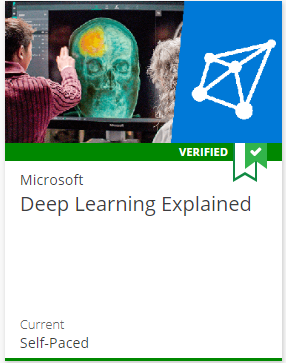 VERIFIED
Microsoft
Deep Learning Explained
Current
Self-Paced